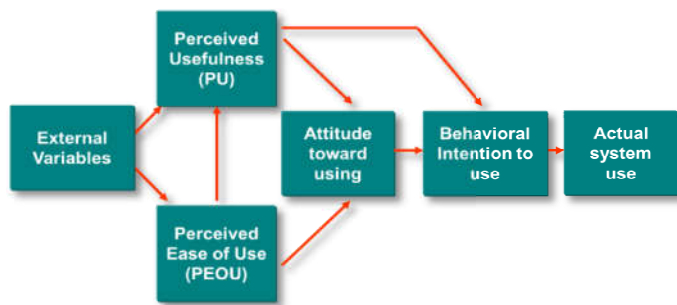 External
Variables
Perceived
Usefulness
(PU)
Perceived
Ease of Use
(PEOU)
Attitude
toward
using
Behavioral
Intention to
use
Actual
system
use